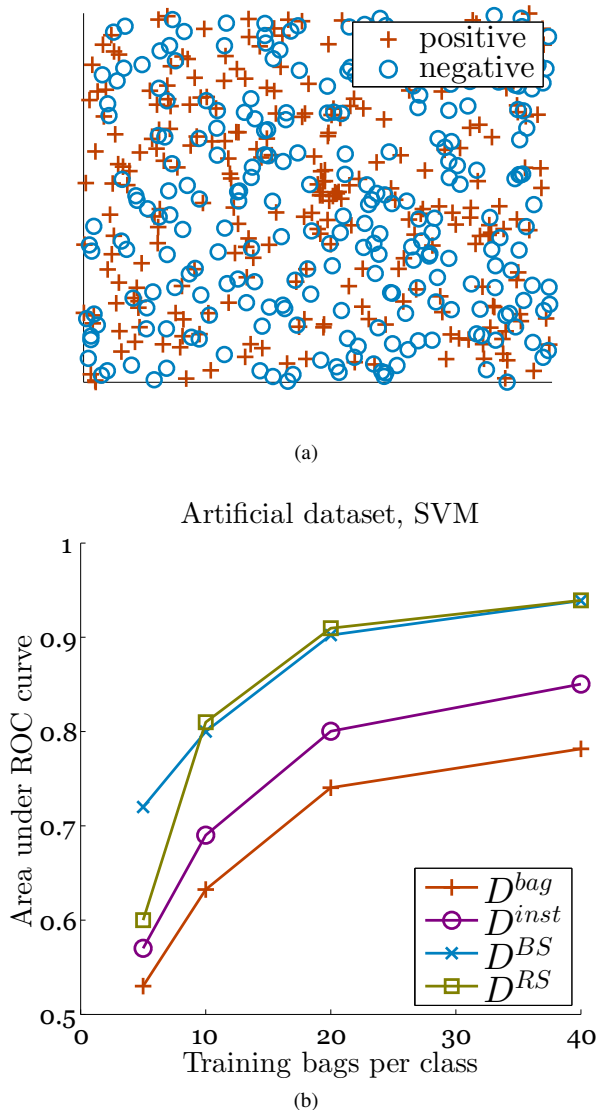 positive
negative
(a)
Artificial dataset, SVM
Area under ROC curve
1
0.9
0.8
0.7
0.6
0.5
0
10
20
30
40
D^{bag}
D^{inst}
D^{BS}
D^{RS}
Training bags per class
(b)